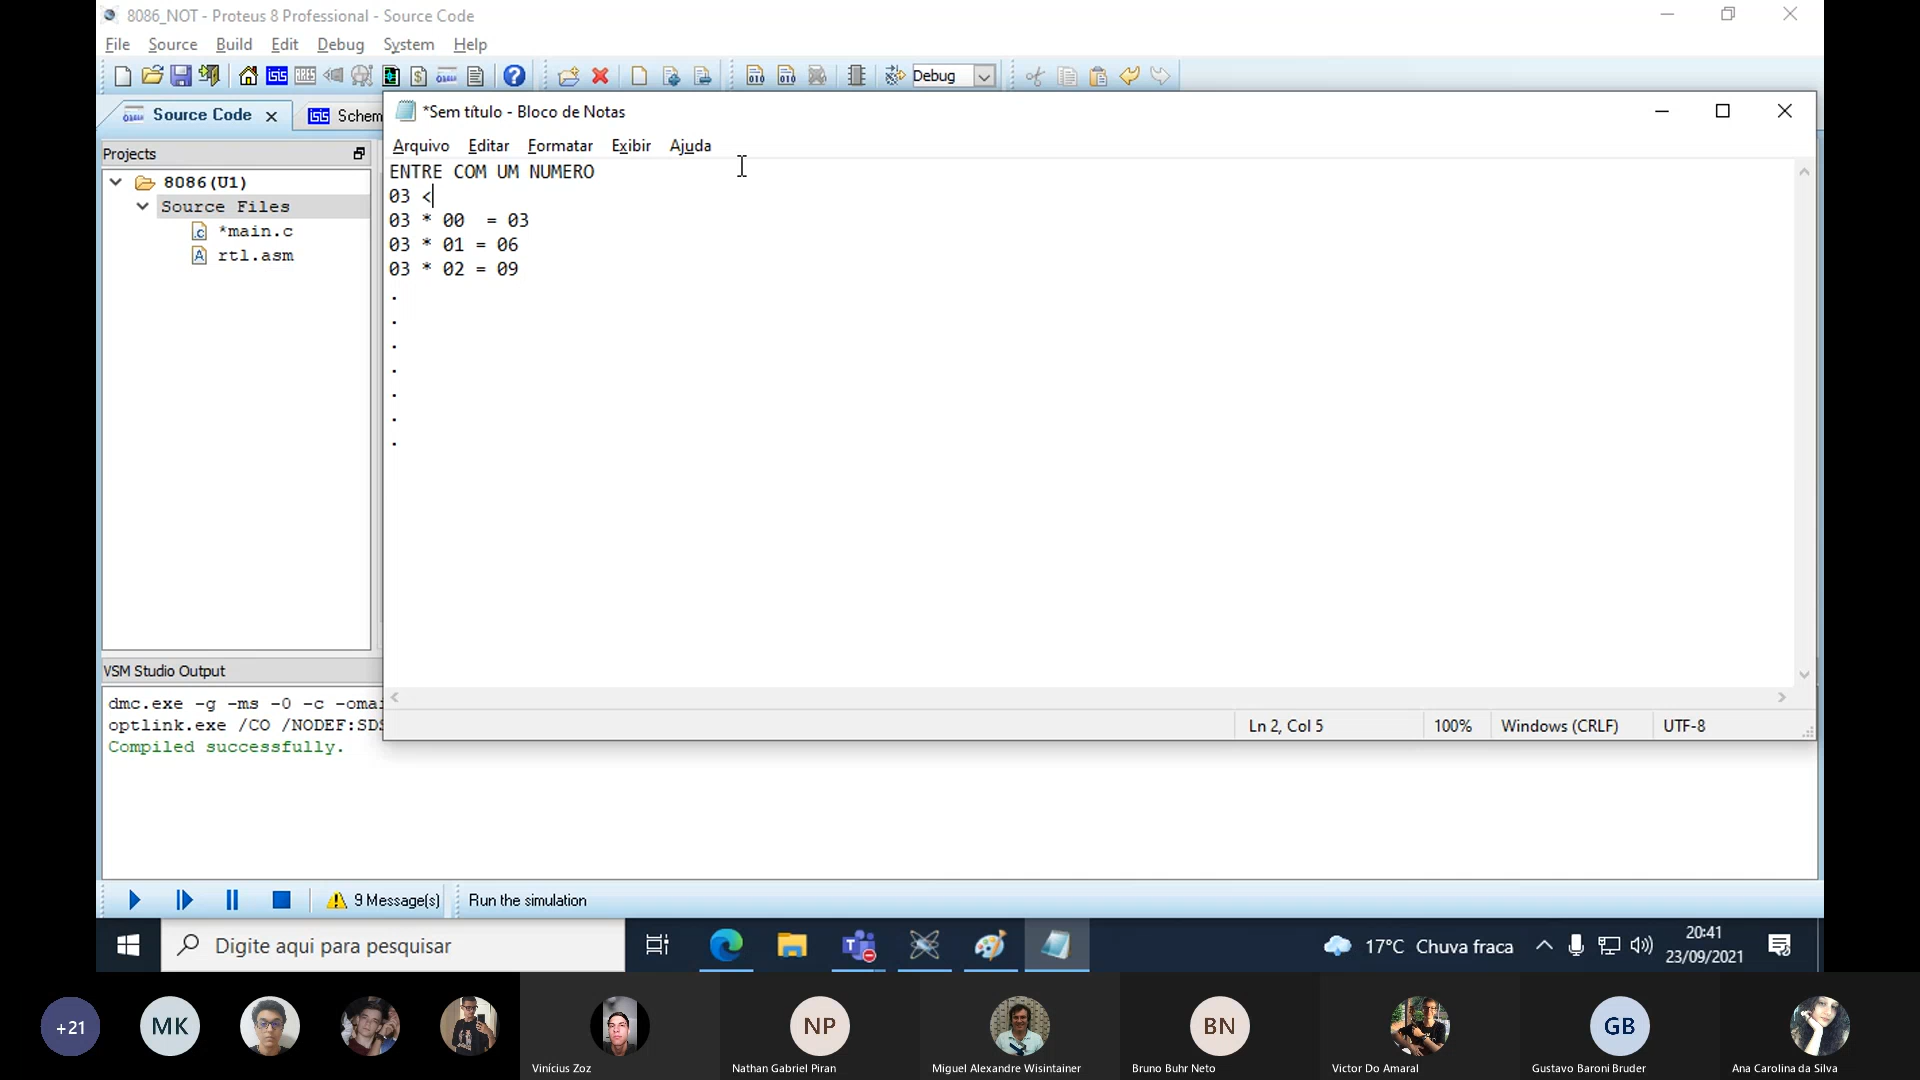 8086_NOT - Proteus 8 Professional - Source Code
File Source Build Edit Debug System Help
Debug
Source Code
Schem
*Sem título - Bloco de Notas
Arquivo Editar Formatar Exibir Ajuda
Projects
8086(U1)
Source Files
*main.c
rtl.asm
ENTRE COM UM NUMERO
03 <
03 * 00  = 03
03 * 01 = 06
03 * 02 = 09
.
.
.
.
.
.
.
Ln 2, Col 5
100%
Windows (CRLF)
UTF-8
VSM Studio Output
dmc.exe -g -ms -0 -c -omai
optlink.exe /CO /NODEF:SDS
Compiled successfully.
9 Message(s)
Run the simulation
Digite aqui para pesquisar
17°C Chuva fraca
20:41
23/09/2021
+21
MK
NP
BN
GB
Vinícius Zoz
Nathan Gabriel Piran
Miguel Alexandre Wisintainer
Bruno Buhr Neto
Victor Do Amaral
Gustavo Baroni Bruder
Ana Carolina da Silva